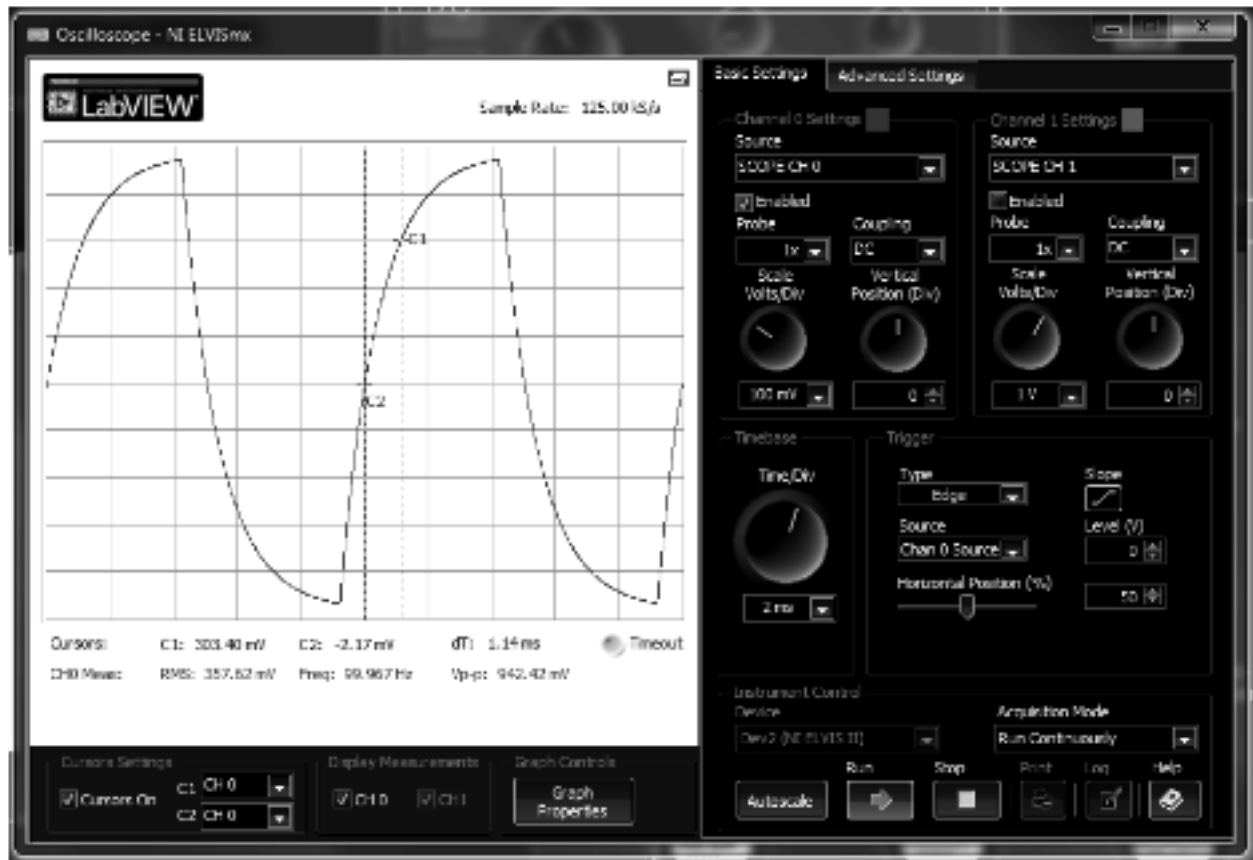 Oscilloscope - NI ELVISmx
LabVIEW
Sample Rate: 125.00 kS/s
C1
C2
Cursors: C1: 303.40 mV C2: -2.17 mV dT: 1.14 ms Timeout
CH0 Meas: RMS: 357.62 mV Freq: 99.967 Hz Vp-p: 942.42 mV
Cursors Settings
Cursors On
C1 CH 0
C2 CH 0
Display Measurements
CH 0 CH 1
Graph Controls
Graph Properties
Basic Settings Advanced Settings
Channel 0 Settings
Source
SCOPE CH 0
Enabled
Probe Coupling
1x DC
Scale Volts/Div
Vertical Position (Div)
100 mV 0
Channel 1 Settings
Source
SCOPE CH 1
Enabled
Probe Coupling
1x DC
Scale Volts/Div
Vertical Position (Div)
1 V 0
Timebase
Time/Div
2 ms
Trigger
Type
Edge
Slope
Source
Chan 0 Source
Level (V)
0
Horizontal Position (%)
50
Instrument Control
Device
Dev2 (NI ELVIS II)
Acquisition Mode
Run Continuously
Run Stop Print Log Help
Autoscale